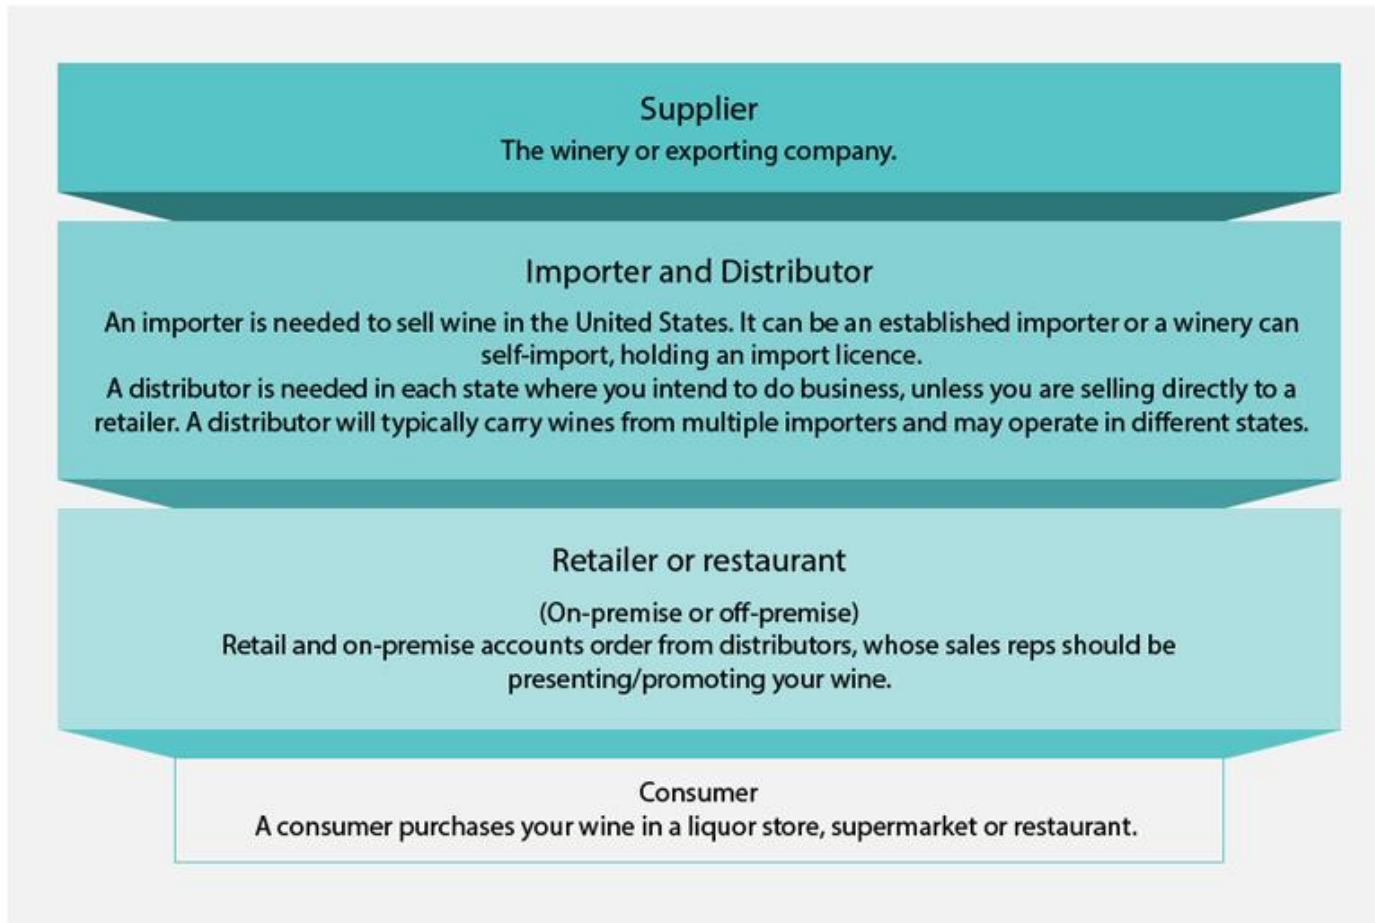 Supplier
The winery or exporting company.
Importer and Distributor
An importer is needed to sell wine in the United States. It can be an established importer or a winery can
self-import, holding an import licence.
A distributor is needed in each state where you intend to do business, unless you are selling directly to a
retailer. A distributor will typically carry wines from multiple importers and may operate in different states.
Retailer or restaurant
(On-premise or off-premise)
Retail and on-premise accounts order from distributors, whose sales reps should be
presenting/promoting your wine.
Consumer
A consumer purchases your wine in a liquor store, supermarket or restaurant.